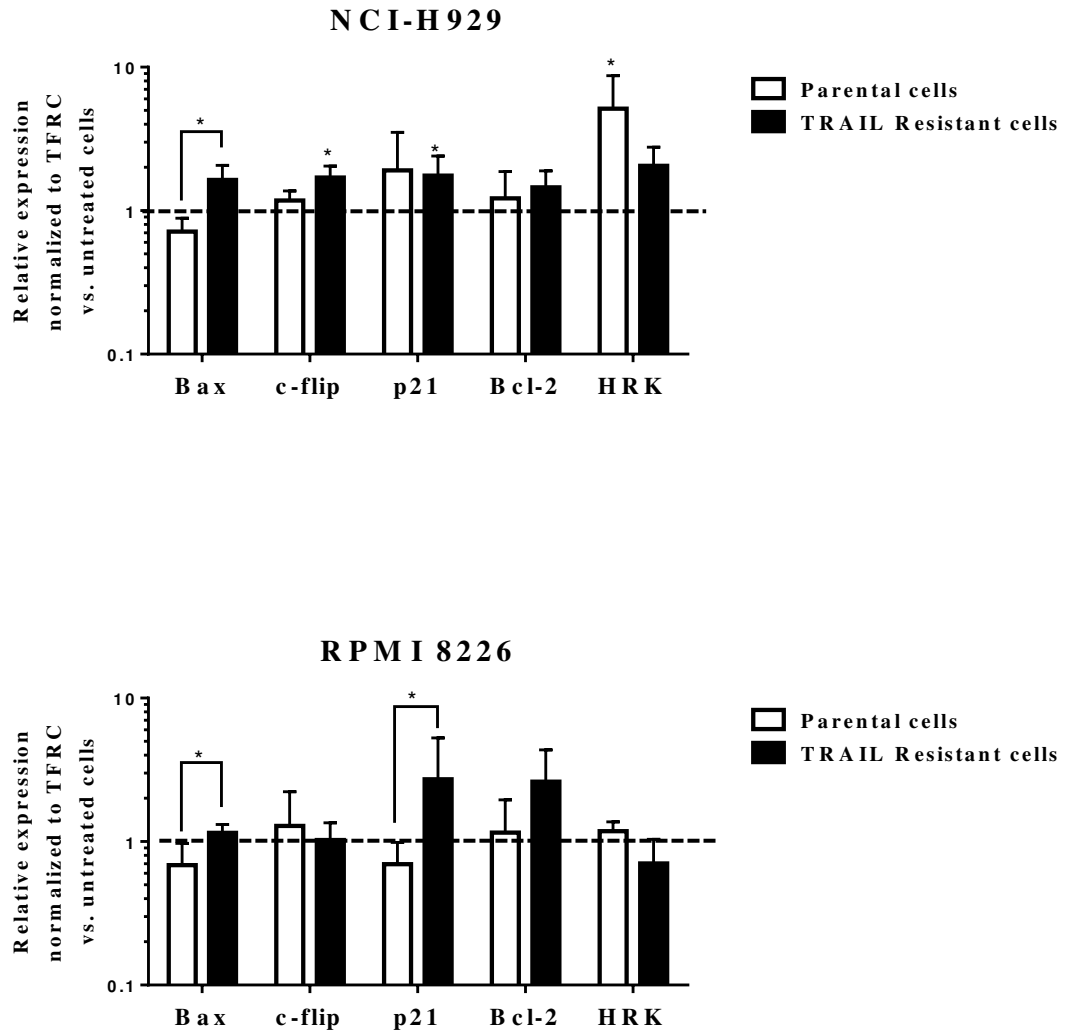 NCI-H929
Relative expression
normalized to TFRC
vs. untreated cells
10
1
0.1
*
*
*
*
Bax
c-flip
p21
Bcl-2
HRK
Parental cells
TRAIL Resistant cells
RPMI 8226
Relative expression
normalized to TFRC
vs. untreated cells
10
1
0.1
*
*
Bax
c-flip
p21
Bcl-2
HRK
Parental cells
TRAIL Resistant cells